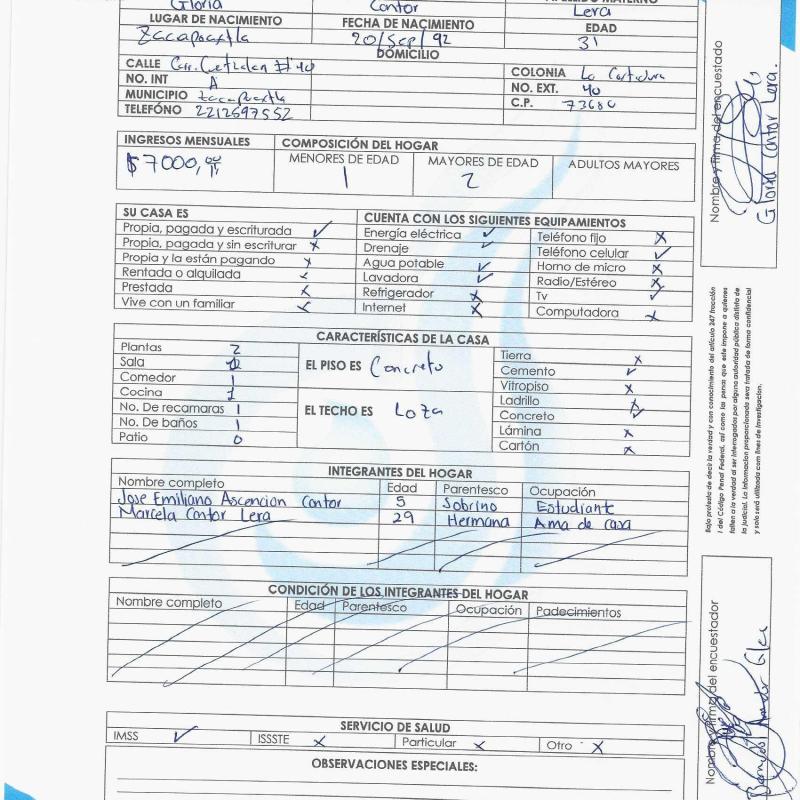 Gloria Contor Lera
LUGAR DE NACIMIENTO FECHA DE NACIMIENTO EDAD
Zacapoaxtla 20/Sep/92 31
DOMICILIO
CALLE Carr. Cuetzalan #40 COLONIA La Cortadura
NO. INT A NO. EXT. 40
MUNICIPIO Zacapoaxtla C.P. 73680
TELEFÓNO 2212697552
INGRESOS MENSUALES COMPOSICIÓN DEL HOGAR
$7000, MENORES DE EDAD MAYORES DE EDAD ADULTOS MAYORES
1 2
SU CASA ES CUENTA CON LOS SIGUIENTES EQUIPAMIENTOS
Propia, pagada y escriturada ✓ Energía eléctrica ✓ Teléfono fijo x
Propia, pagada y sin escriturar x Drenaje ✓ Teléfono celular ✓
Propia y la están pagando x Agua potable ✓ Horno de micro x
Rentada o alquilada x Lavadora ✓ Radio/Estéreo x
Prestada x Refrigerador x Tv ✓
Vive con un familiar x Internet x Computadora x
CARACTERÍSTICAS DE LA CASA
Plantas 2 Tierra x
Sala EL PISO ES Concreto Cemento ✓
Comedor 1 Vitropiso x
Cocina 1 Ladrillo x
No. De recamaras 1 EL TECHO ES Loza Concreto ✓
No. De baños 1 Lámina x
Patio 0 Cartón x
INTEGRANTES DEL HOGAR
Nombre completo Edad Parentesco Ocupación
Jose Emiliano Ascencion Contor 5 Sobrino Estudiante
Marcela Contor Lera 29 Hermana Ama de casa
CONDICIÓN DE LOS INTEGRANTES DEL HOGAR
Nombre completo Edad Parentesco Ocupación Padecimientos
SERVICIO DE SALUD
IMSS ✓ ISSSTE x Particular x Otro x
OBSERVACIONES ESPECIALES:
Nombre y firma del encuestado
Gloria Contor Lera.
Bajo protesta de decir la verdad y con conocimiento del artículo 247 fracción
I del Código Penal Federal, así como las penas que este impone a quienes
falten a la verdad al ser interrogados por alguna autoridad pública distinta de
la judicial. La información proporcionada sera tratada de forma confidencial
y solo será utilizada con fines de investigación.
Nombre y firma del encuestador